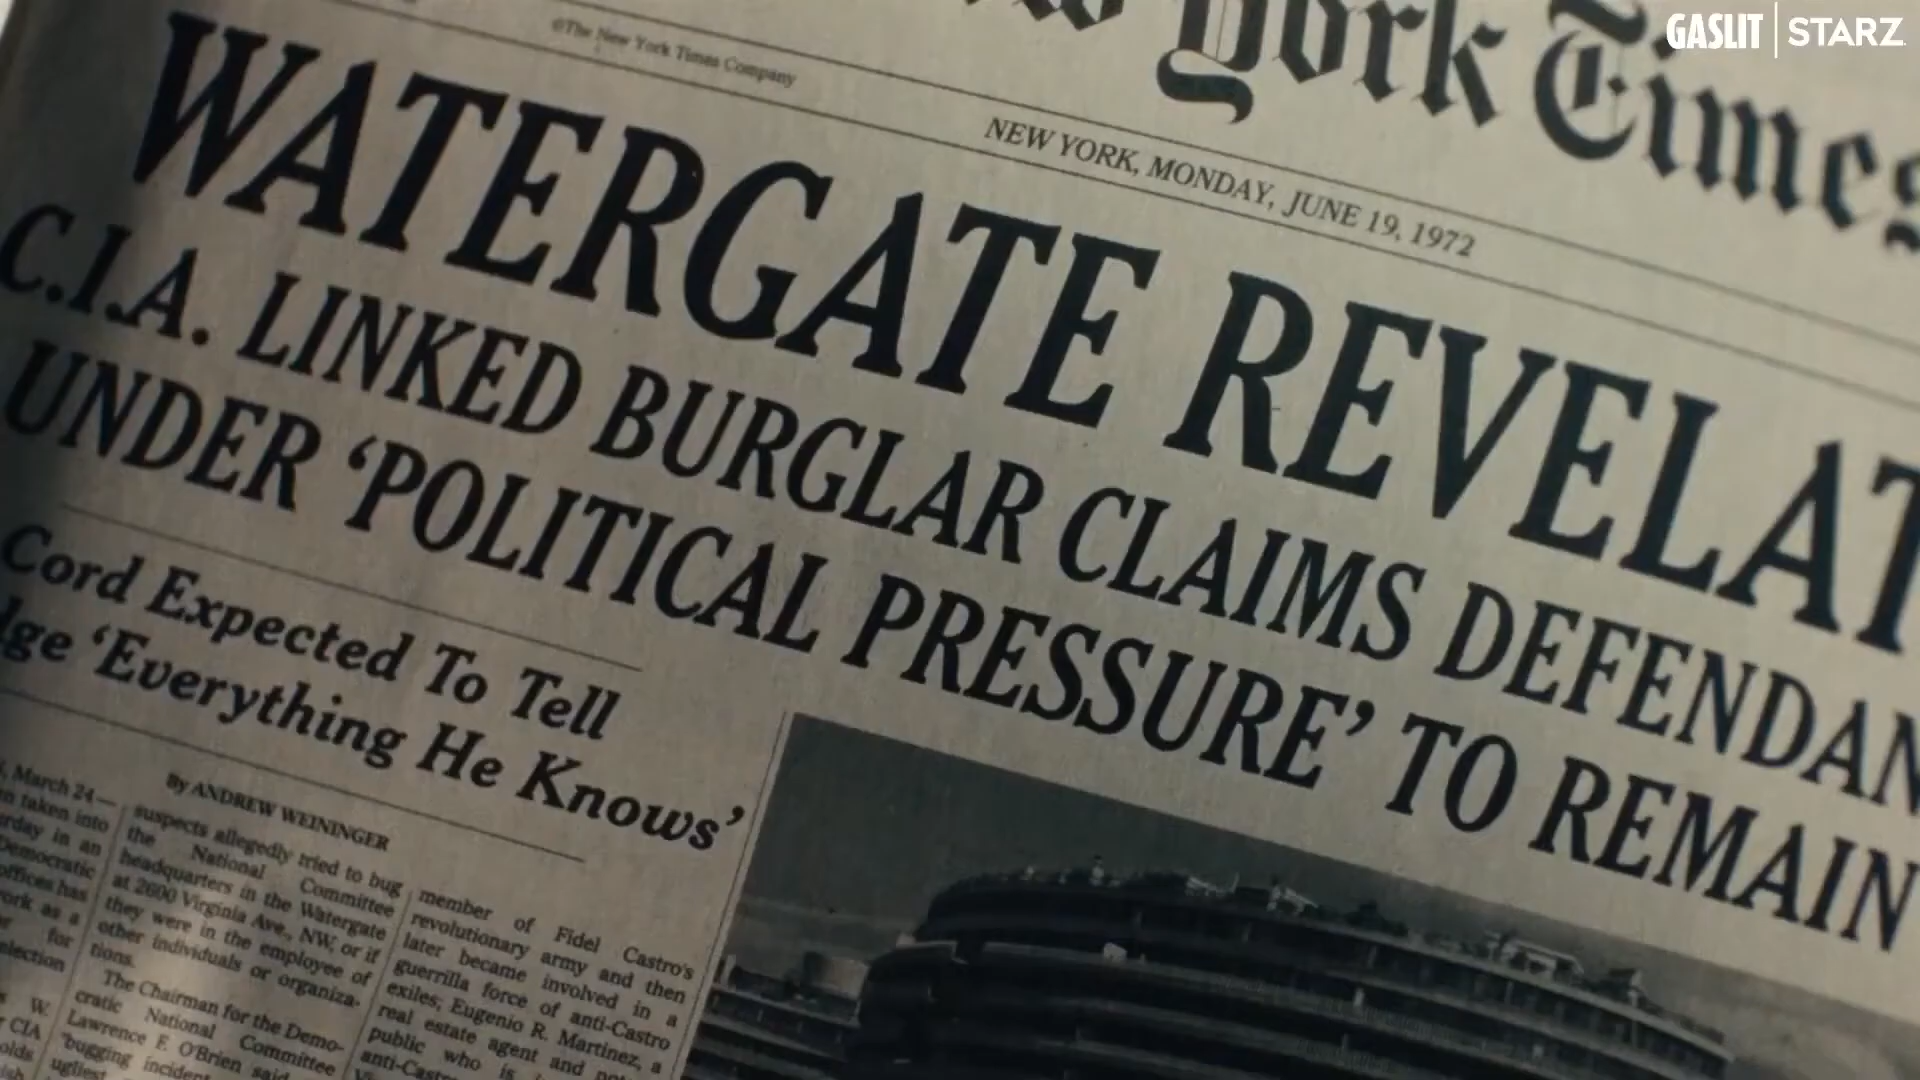 GASLIT | STARZ
York Times
©The New York Times Company
NEW YORK, MONDAY, JUNE 19, 1972
WATERGATE REVELAT
C.I.A. LINKED BURGLAR CLAIMS DEFENDAN
UNDER ‘POLITICAL PRESSURE’ TO REMAIN
Cord Expected To Tell
dge ‘Everything He Knows’
By ANDREW WEININGER
, March 24—
n taken into
rday in an
Democratic
offices has
ork as a
for
election
W.
CIA
olds
suspects allegedly tried to bug
the National Committee
headquarters in the Watergate
at 2600 Virginia Ave., NW, or if
they were in the employee of
other individuals or organiza-
tions.
The Chairman for the Demo-
cratic National Committee
Lawrence F. O'Brien said
"bugging incident
ugliest
member of Fidel Castro's
revolutionary army and then
later became involved in a
guerrilla force of anti-Castro
exiles; Eugenio R. Martinez, a
real estate agent and
public who is
anti-Castr